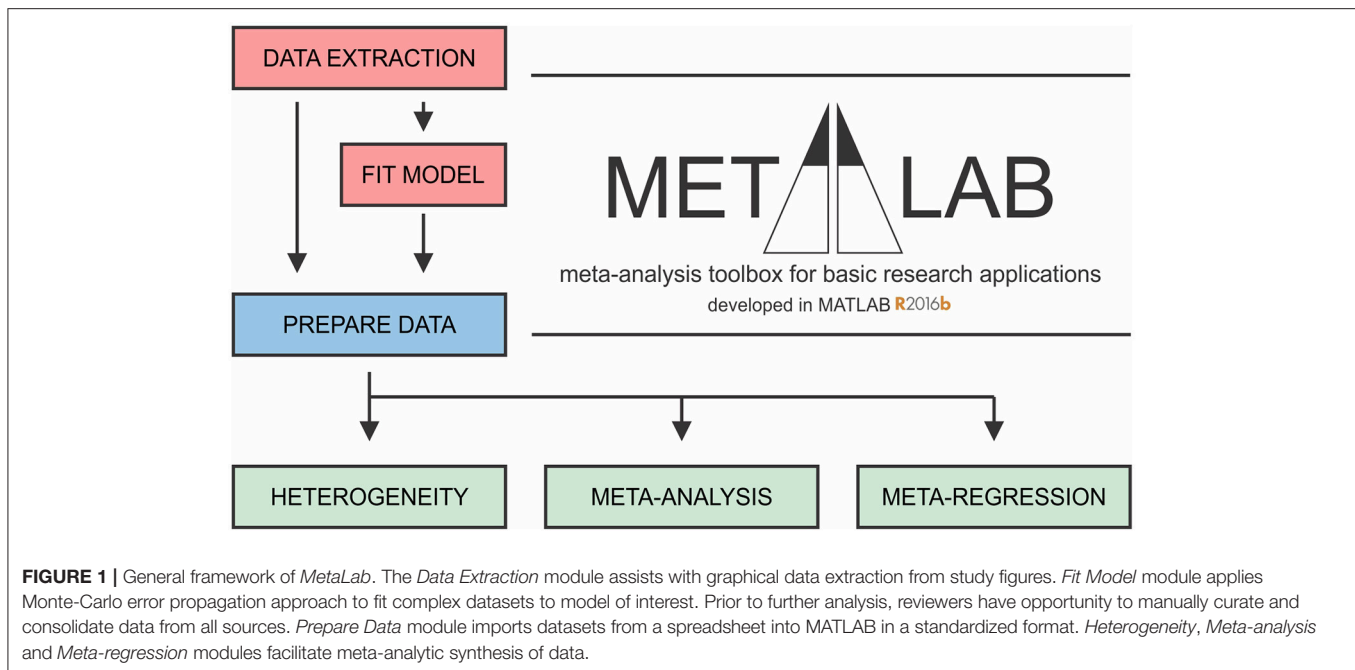 DATA EXTRACTION
FIT MODEL
PREPARE DATA
MET LAB
meta-analysis toolbox for basic research applications
developed in MATLAB R2016b
HETEROGENEITY
META-ANALYSIS
META-REGRESSION
FIGURE 1 | General framework of MetaLab. The Data Extraction module assists with graphical data extraction from study figures. Fit Model module applies
Monte-Carlo error propagation approach to fit complex datasets to model of interest. Prior to further analysis, reviewers have opportunity to manually curate and
consolidate data from all sources. Prepare Data module imports datasets from a spreadsheet into MATLAB in a standardized format. Heterogeneity, Meta-analysis
and Meta-regression modules facilitate meta-analytic synthesis of data.